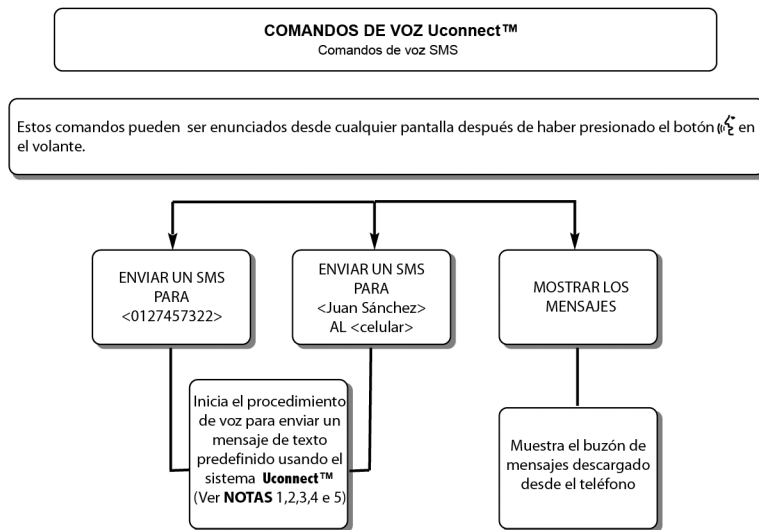 COMANDOS DE VOZ Uconnect™
Comandos de voz SMS
Estos comandos pueden ser enunciados desde cualquier pantalla después de haber presionado el botón en
el volante.
ENVIAR UN SMS
PARA
<0127457322>
ENVIAR UN SMS
PARA
<Juan Sánchez>
AL <celular>
MOSTRAR LOS
MENSAJES
Inicia el procedimiento
de voz para enviar un
mensaje de texto
predefinido usando el
sistema Uconnect™
(Ver NOTAS 1,2,3,4 e 5)
Muestra el buzón de
mensajes descargado
desde el teléfono